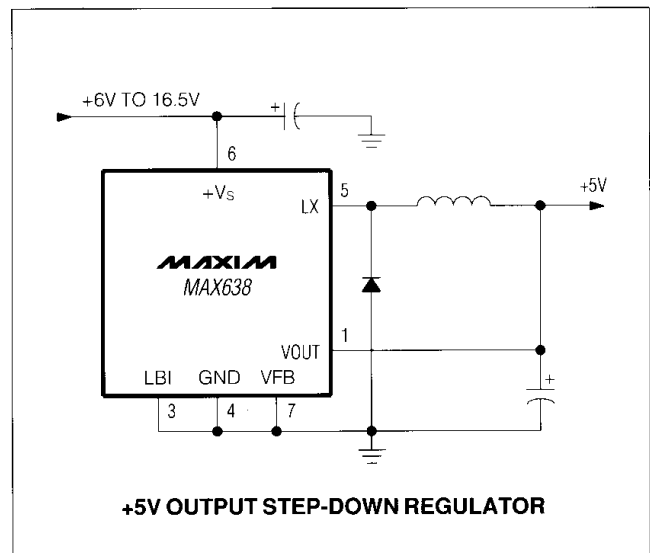 +6V TO 16.5V
+
6
+VS
5
LX
+5V
MAXIM
MAX638
1
VOUT
+
LBI GND VFB
3 4 7
+5V OUTPUT STEP-DOWN REGULATOR